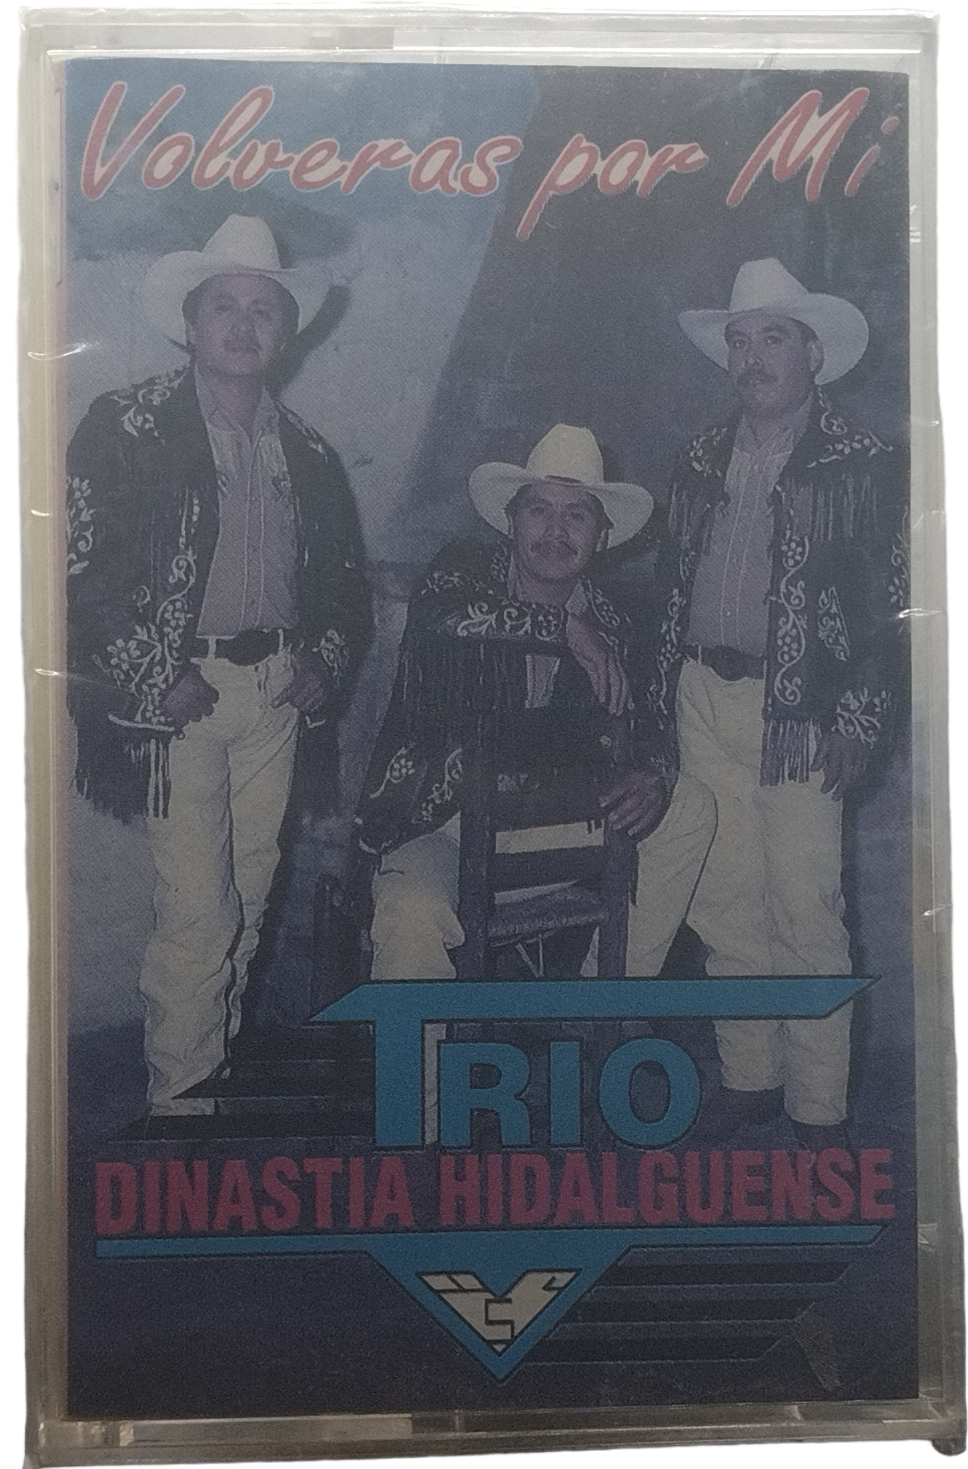 Volveras por Mi
TRIO
DINASTIA HIDALGUENSE